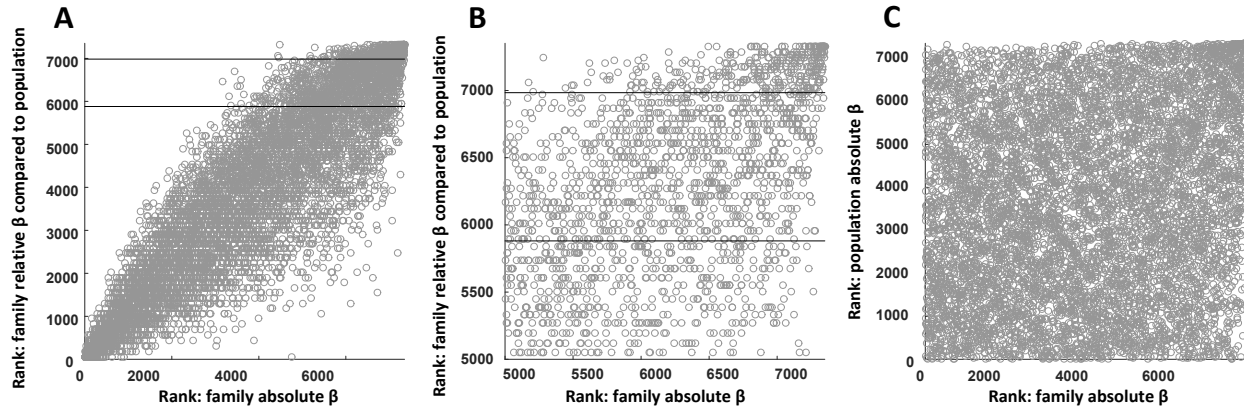 A
Rank: family relative β compared to population
7000
6000
5000
4000
3000
2000
1000
0
0 2000 4000 6000
Rank: family absolute β
B
Rank: family relative β compared to population
7000
6500
6000
5500
5000
5000 5500 6000 6500 7000
Rank: family absolute β
C
Rank: population absolute β
7000
6000
5000
4000
3000
2000
1000
0
0 2000 4000 6000
Rank: family absolute β